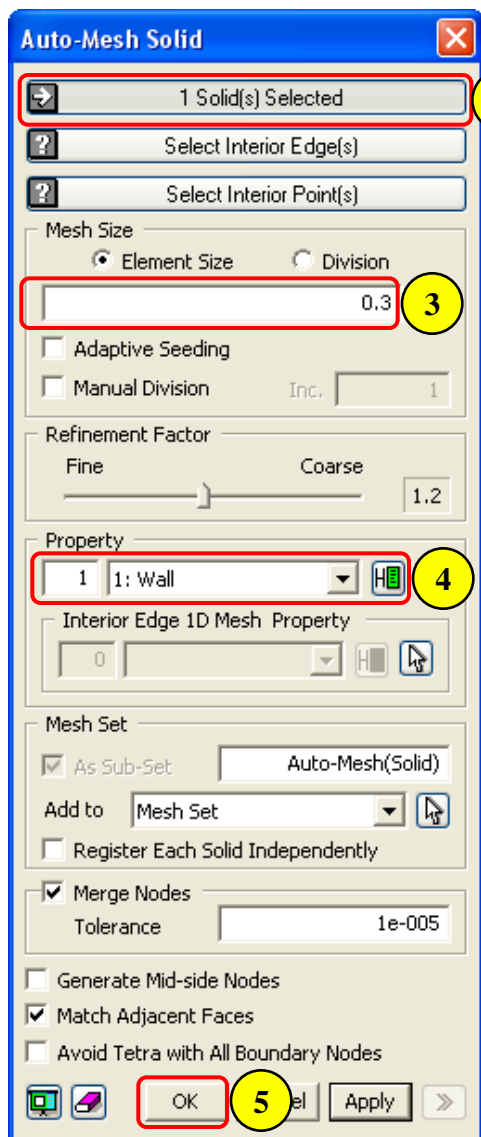 Auto-Mesh Solid
1 Solid(s) Selected
Select Interior Edge(s)
Select Interior Point(s)
Mesh Size
Element Size Division
0.3 3
Adaptive Seeding
Manual Division Inc. 1
Refinement Factor
Fine Coarse
1.2
Property
1 1: Wall 4
Interior Edge 1D Mesh Property
0
Mesh Set
As Sub-Set Auto-Mesh(Solid)
Add to Mesh Set
Register Each Solid Independently
Merge Nodes
Tolerance 1e-005
Generate Mid-side Nodes
Match Adjacent Faces
Avoid Tetra with All Boundary Nodes
OK 5 el Apply >>